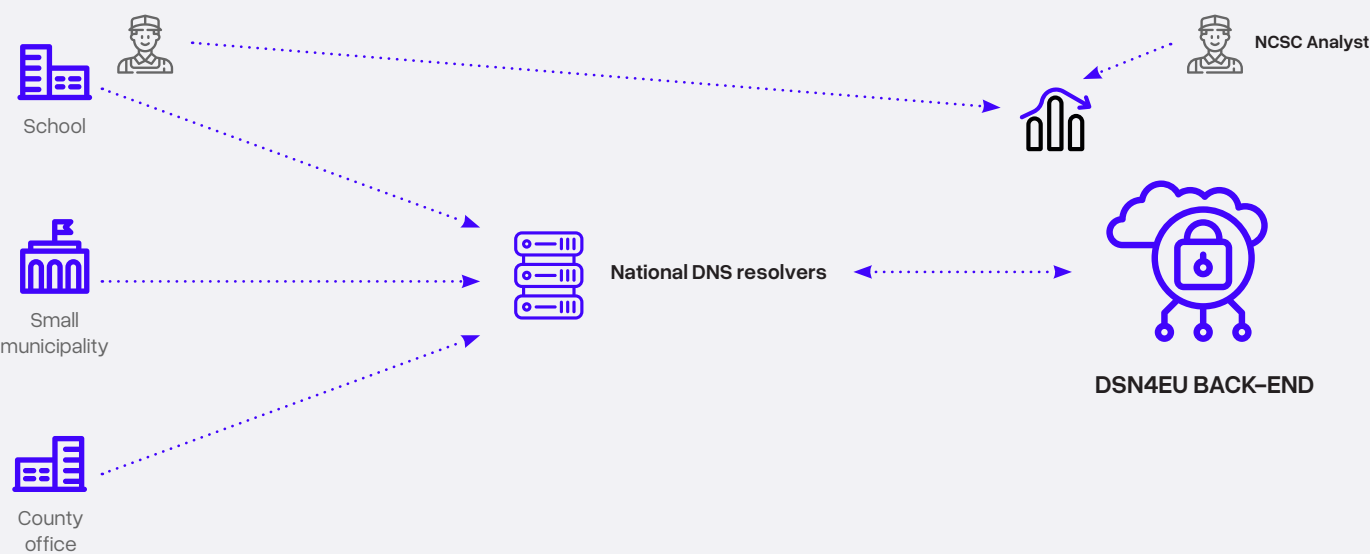 NCSC Analyst
School
National DNS resolvers
Small
municipality
DSN4EU BACK–END
County
office